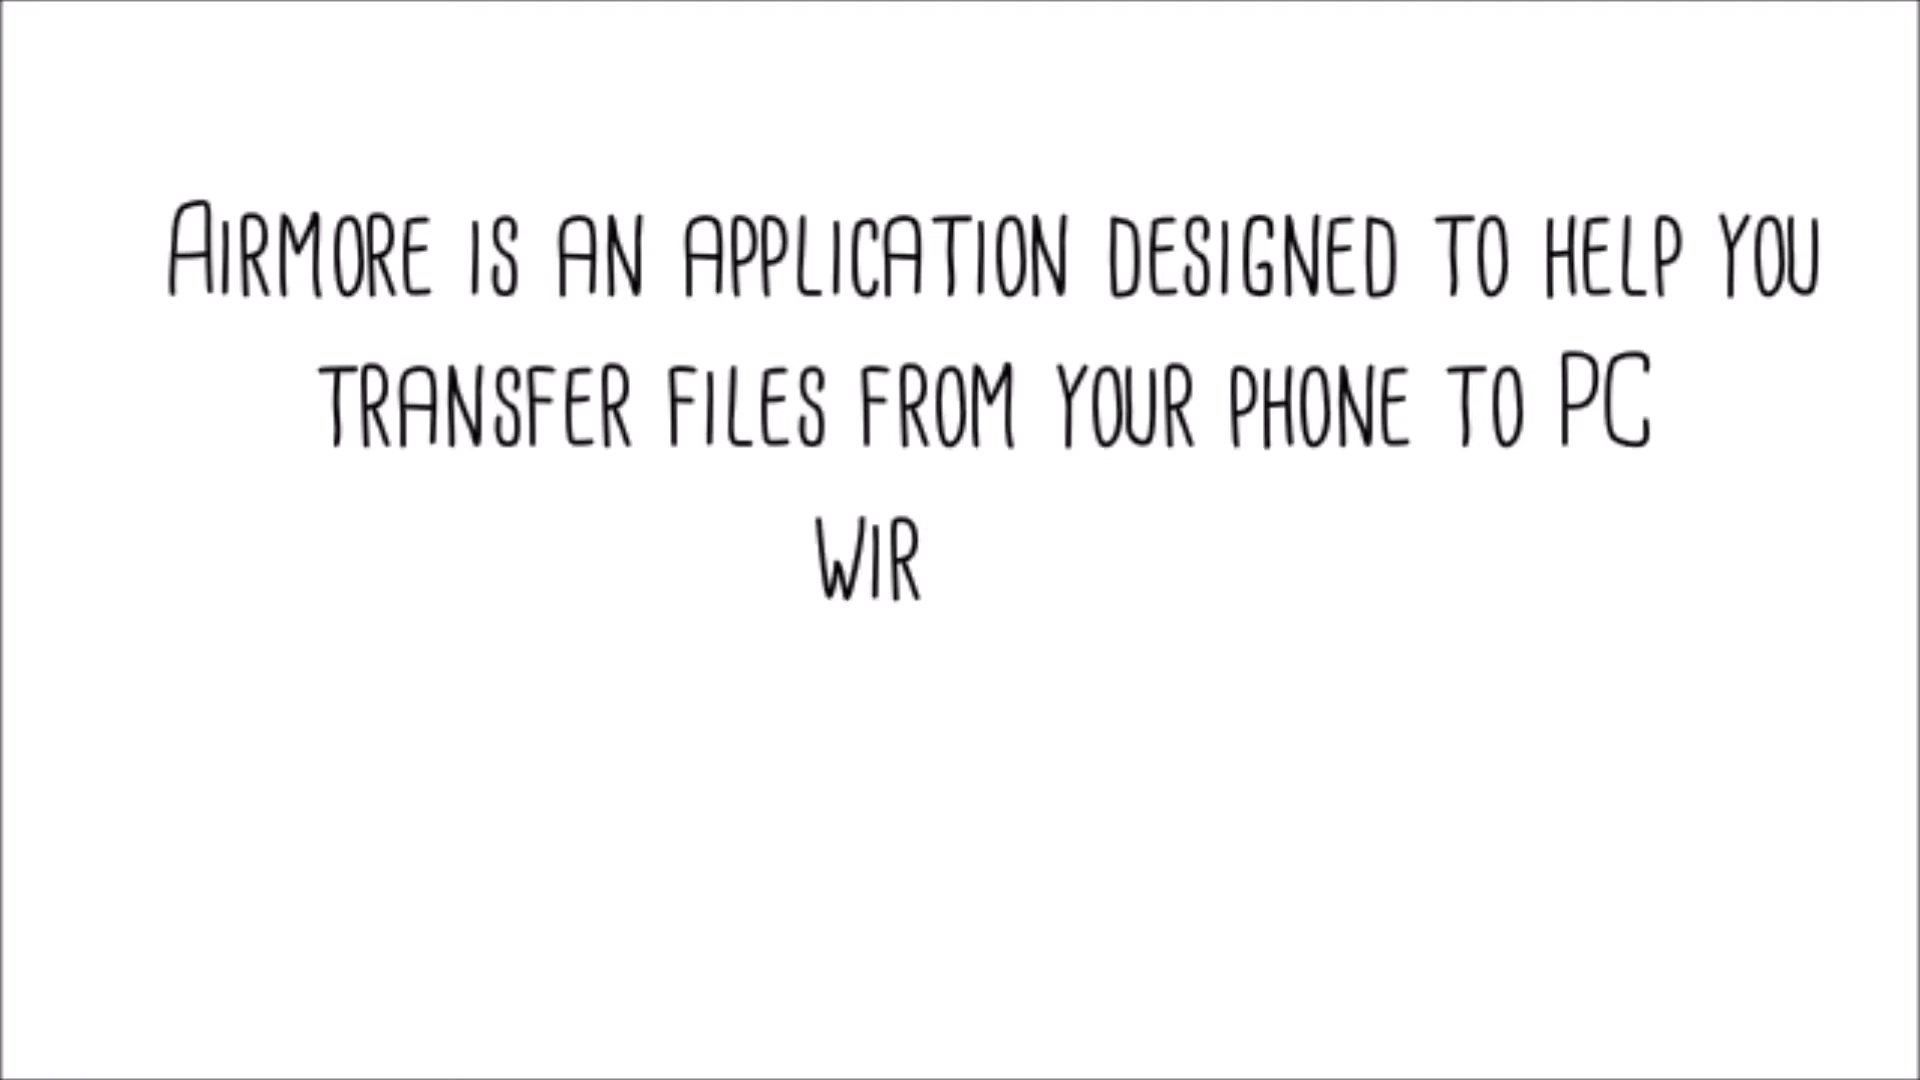 Airmore is an application designed to help you
transfer files from your phone to PC
wir